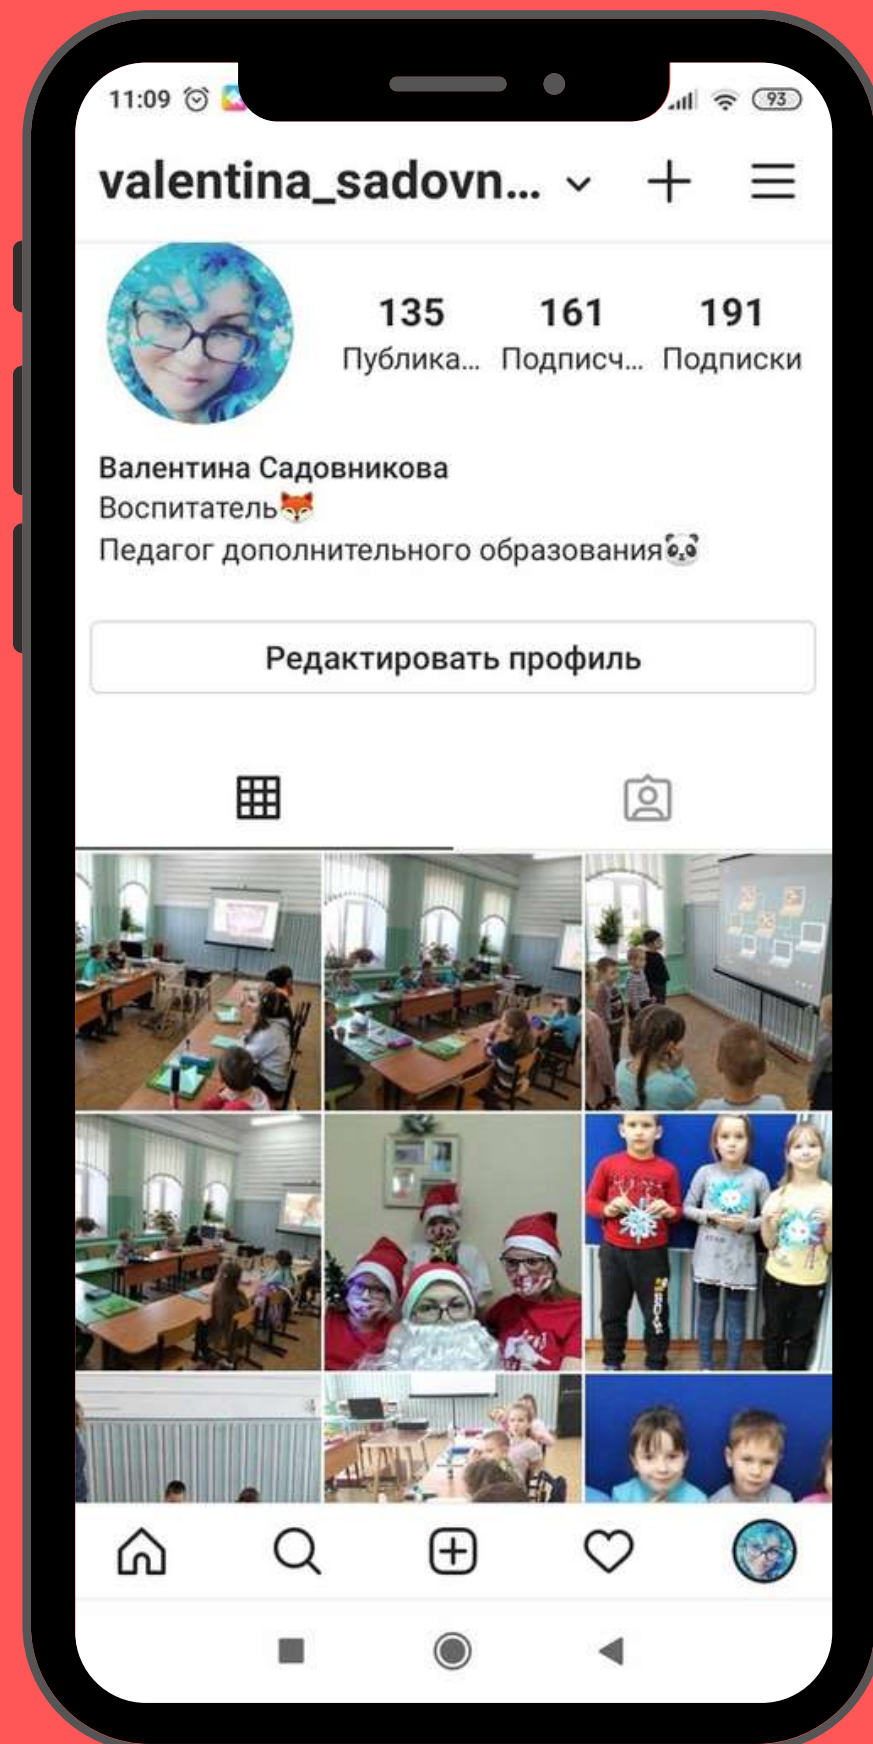 11:09
93
valentina_sadovn...
135 161 191
Публика... Подписч... Подписки
Валентина Садовникова
Воспитатель🦊
Педагог дополнительного образования🐼
Редактировать профиль